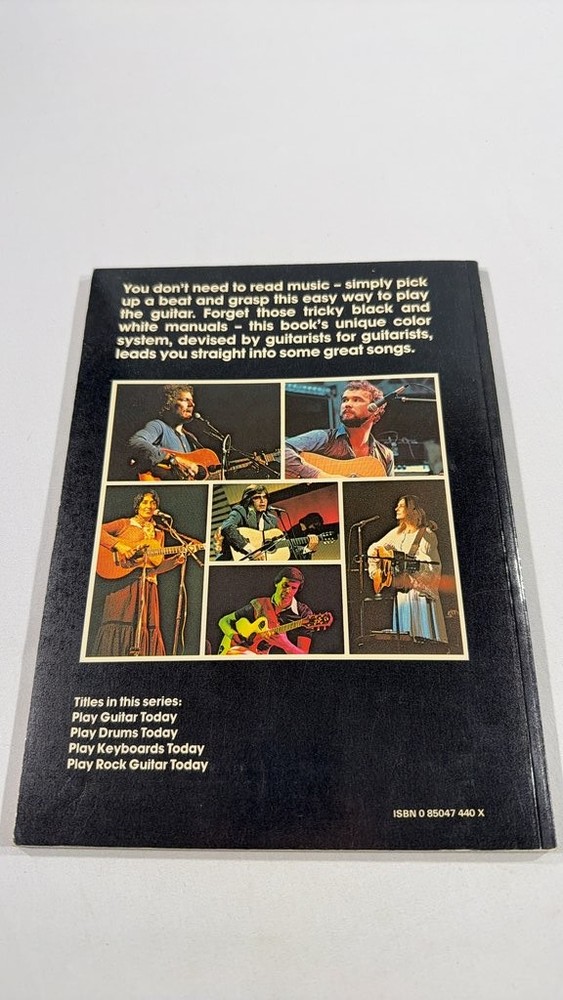 You don't need to read music – simply pick
up a beat and grasp this easy way to play
the guitar. Forget those tricky black and
white manuals – this book's unique color
system, devised by guitarists for guitarists,
leads you straight into some great songs.
Titles in this series:
Play Guitar Today
Play Drums Today
Play Keyboards Today
Play Rock Guitar Today
ISBN 0 85047 440 X